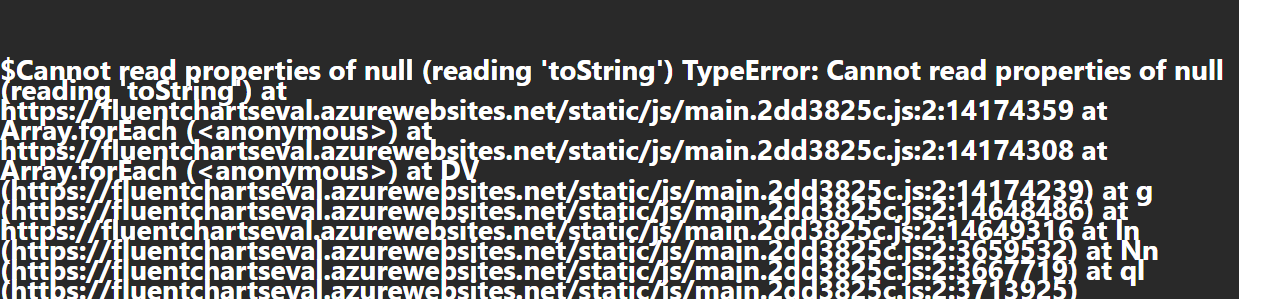 $Cannot read properties of null (reading 'toString') TypeError: Cannot read properties of null
(reading 'toString') at
https://fluentchartseval.azurewebsites.net/static/js/main.2dd3825c.js:2:14174359 at
Array.forEach (<anonymous>) at
https://fluentchartseval.azurewebsites.net/static/js/main.2dd3825c.js:2:14174308 at
Array.forEach (<anonymous>) at DV
(https://fluentchartseval.azurewebsites.net/static/js/main.2dd3825c.js:2:14174239) at g
(https://fluentchartseval.azurewebsites.net/static/js/main.2dd3825c.js:2:14648486) at
https://fluentchartseval.azurewebsites.net/static/js/main.2dd3825c.js:2:14649316 at ln
(https://fluentchartseval.azurewebsites.net/static/js/main.2dd3825c.js:2:3659532) at Nn
(https://fluentchartseval.azurewebsites.net/static/js/main.2dd3825c.js:2:3667719) at ql
(https://fluentchartseval.azurewebsites.net/static/js/main.2dd3825c.js:2:3713925)